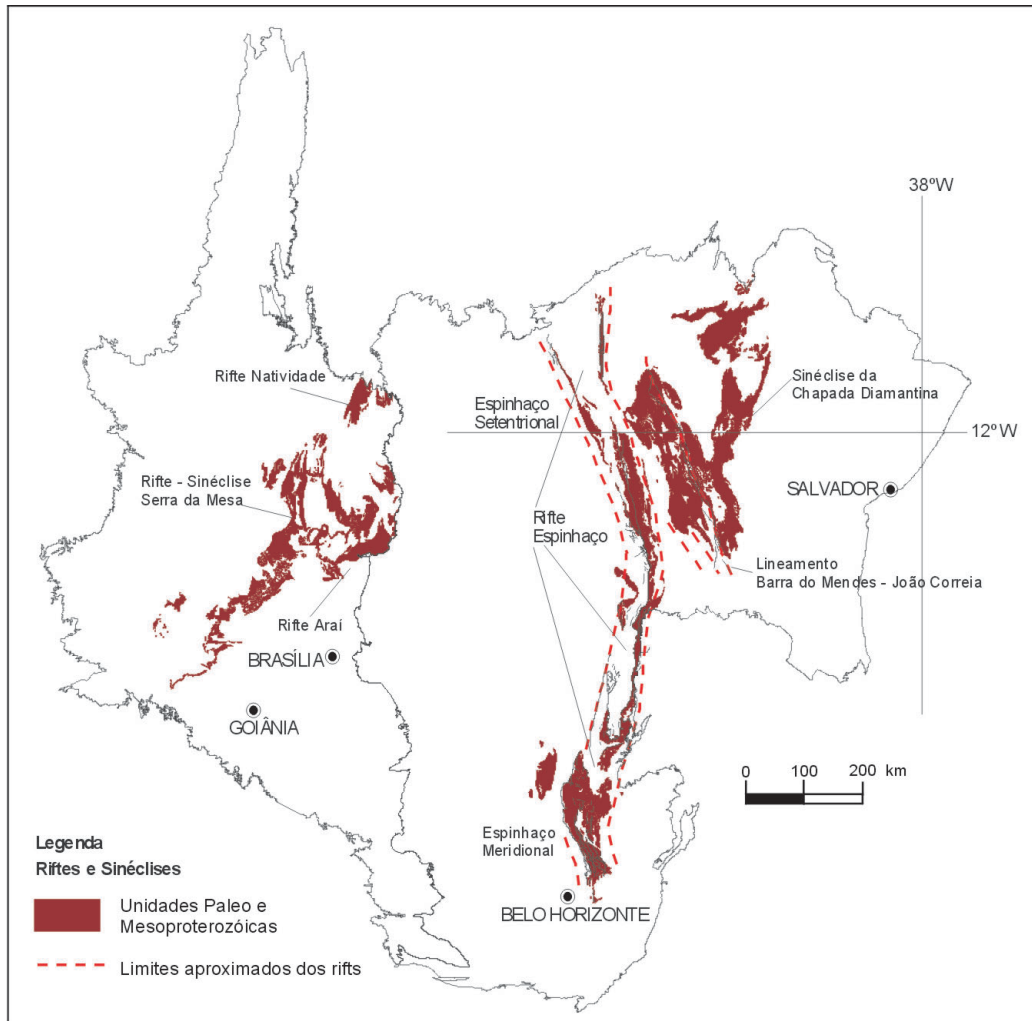 38ºW
Rifte Natividade
Sinéclise da
Chapada Diamantina
Espinhaço
Setentrional
12ºW
Rifte - Sinéclise
Serra da Mesa
SALVADOR
Rifte
Espinhaço
Lineamento
Barra do Mendes - João Correia
Rifte Araí
BRASÍLIA
GOIÂNIA
0 100 200 km
Espinhaço
Meridional
BELO HORIZONTE
Legenda
Riftes e Sinéclises
Unidades Paleo e
Mesoproterozóicas
Limites aproximados dos rifts